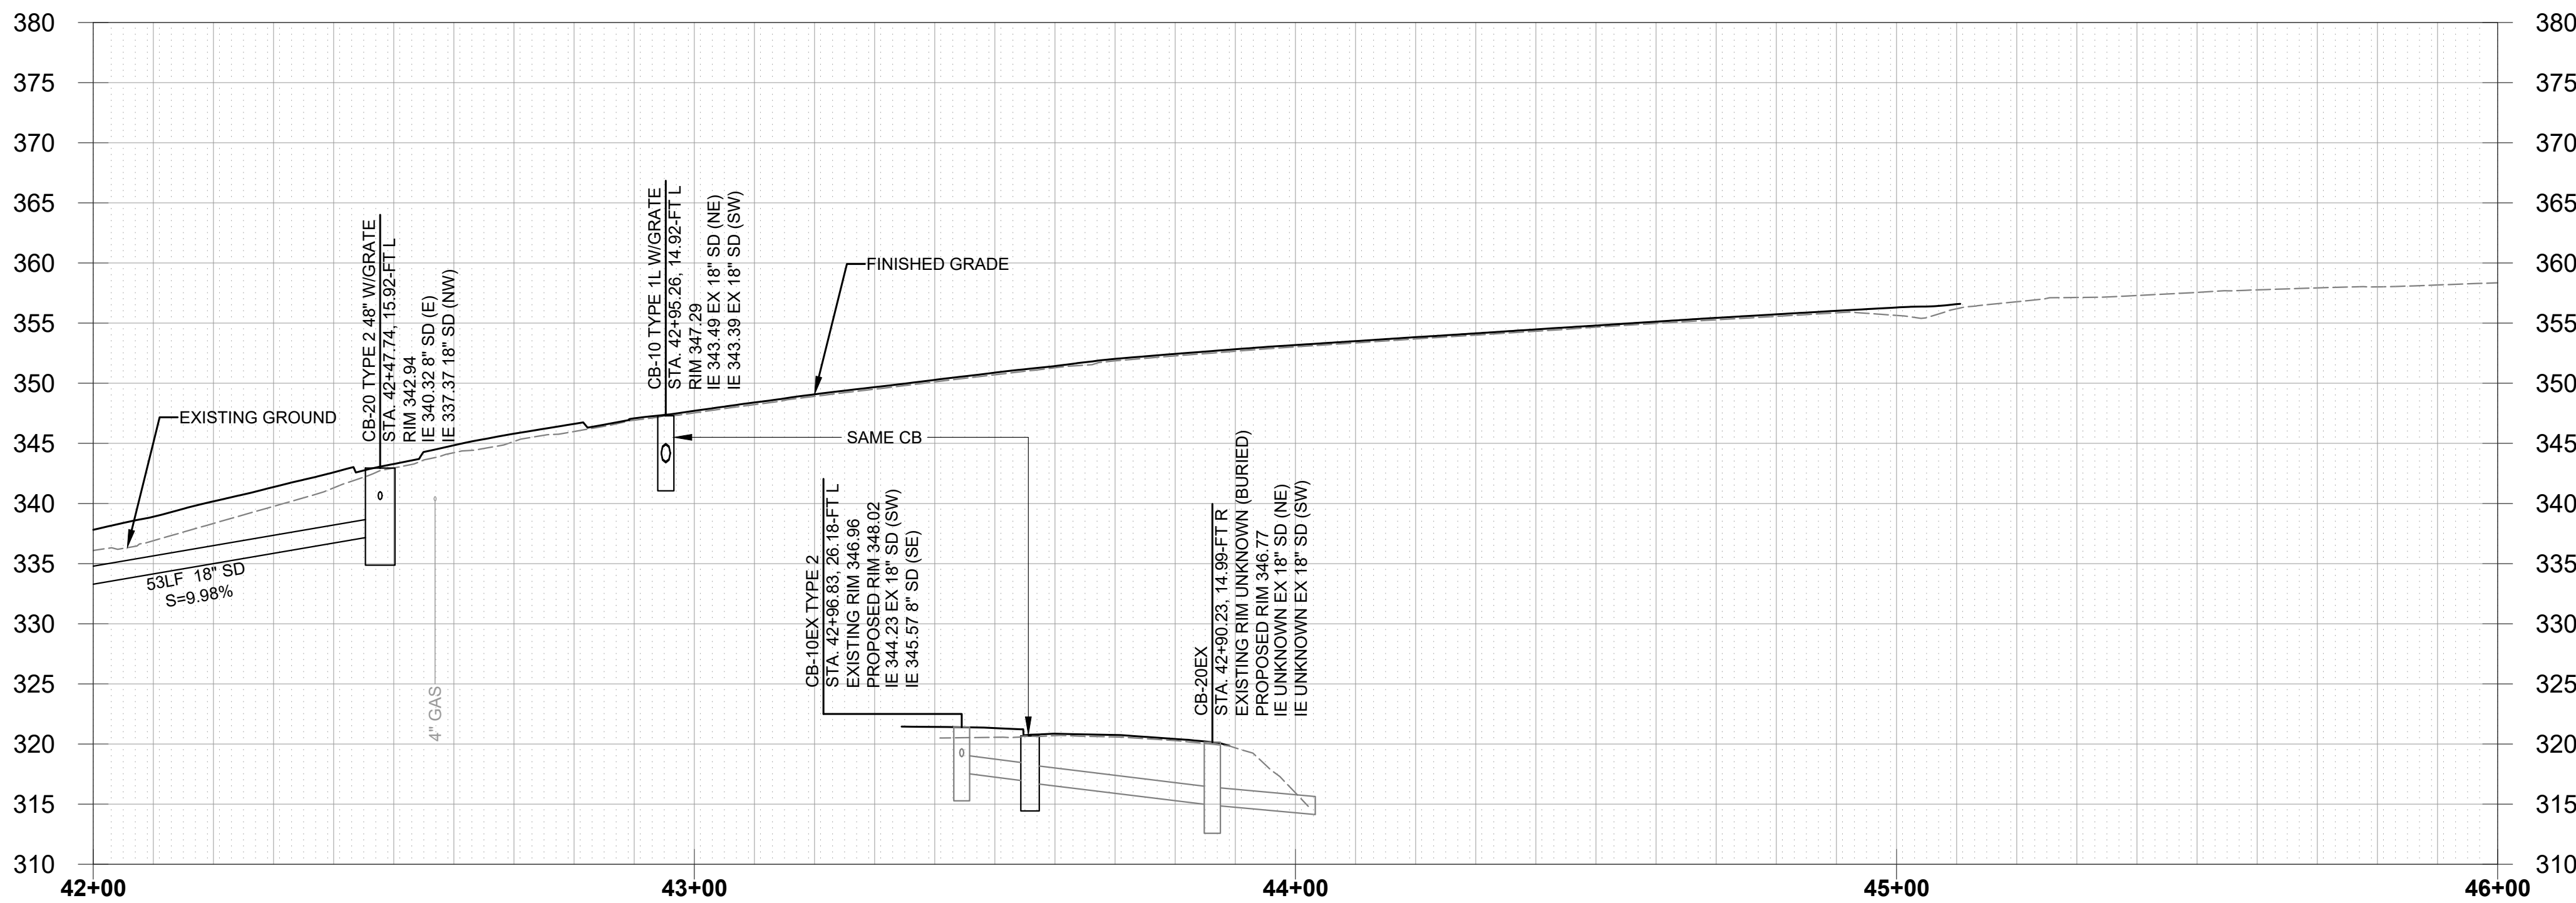 380
375
370
365
360
355
350
345
340
335
330
325
320
315
310
380
375
370
365
360
355
350
345
340
335
330
325
320
315
310
42+00
43+00
44+00
45+00
46+00
EXISTING GROUND
53LF 18" SD
S=9.98%
CB-20 TYPE 2 48" W/GRATE
STA. 42+47.74, 15.92-FT L
RIM 342.94
IE 340.32 8" SD (E)
IE 337.37 18" SD (NW)
4" GAS
CB-10 TYPE 1L W/GRATE
STA. 42+95.26, 14.92-FT L
RIM 347.29
IE 343.49 EX 18" SD (NE)
IE 343.39 EX 18" SD (SW)
FINISHED GRADE
SAME CB
CB-10EX TYPE 2
STA. 42+96.83, 26.18-FT L
EXISTING RIM 346.96
PROPOSED RIM 348.02
IE 344.23 EX 18" SD (SW)
IE 345.57 8" SD (SE)
CB-20EX
STA. 42+90.23, 14.99-FT R
EXISTING RIM UNKNOWN (BURIED)
PROPOSED RIM 346.77
IE UNKNOWN EX 18" SD (NE)
IE UNKNOWN EX 18" SD (SW)